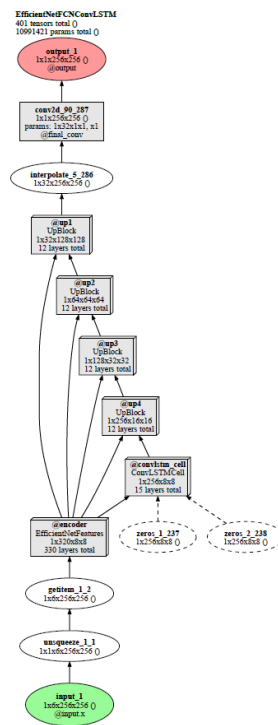 EfficientNetFCNConvLSTM
401 tensors total ()
10991421 params total ()
output_1
1x1x256x256 ()
@output
conv2d_90_287
1x1x256x256 ()
params: 1x32x1x1, x1
@final_conv
interpolate_5_286
1x32x256x256 ()
@up1
UpBlock
1x32x128x128
12 layers total
@up2
UpBlock
1x64x64x64
12 layers total
@up3
UpBlock
1x128x32x32
12 layers total
@up4
UpBlock
1x256x16x16
12 layers total
@convlstm_cell
ConvLSTMCell
1x256x8x8
15 layers total
@encoder
EfficientNetFeatures
1x320x8x8
330 layers total
zeros_1_237
1x256x8x8 ()
zeros_2_238
1x256x8x8 ()
getitem_1_2
1x6x256x256 ()
unsqueeze_1_1
1x1x6x256x256 ()
input_1
1x6x256x256 ()
@input.x